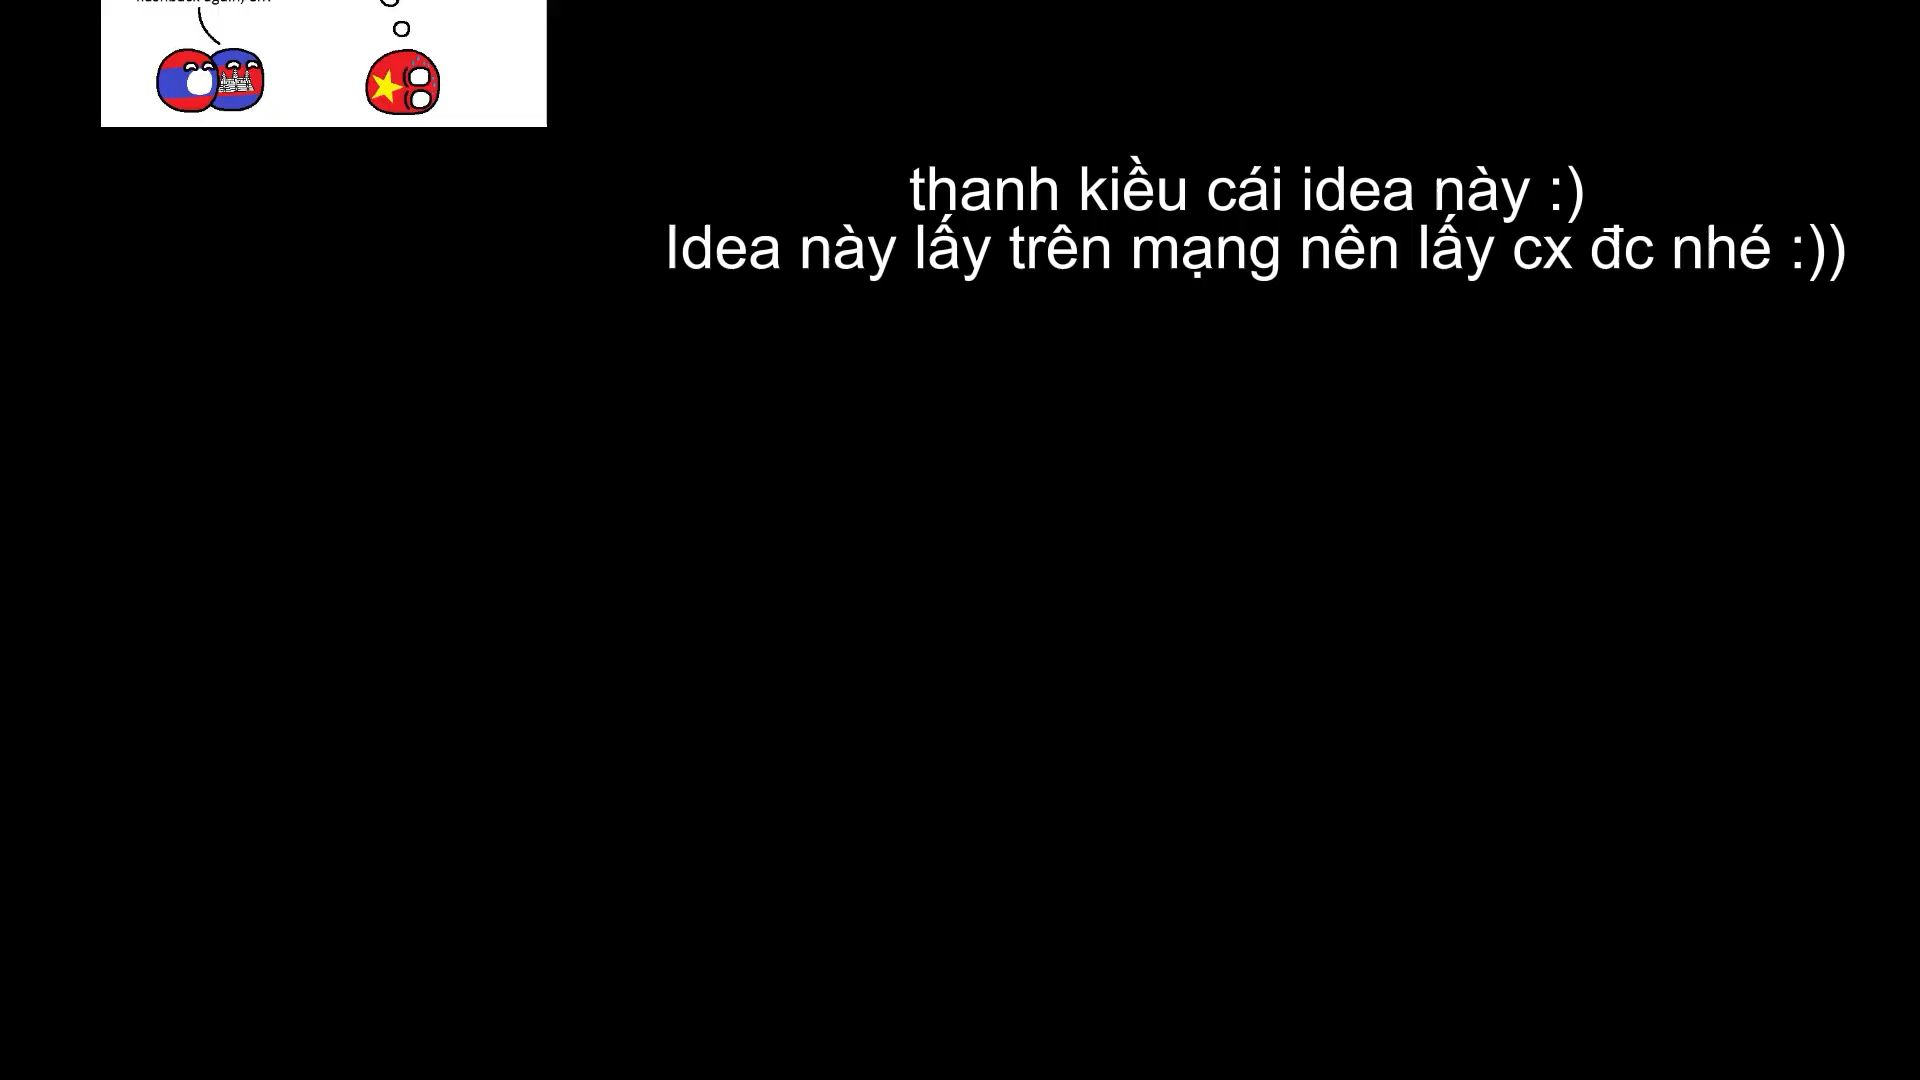 thanh kiều cái idea này :)
Idea này lấy trên mạng nên lấy cx đc nhé :))